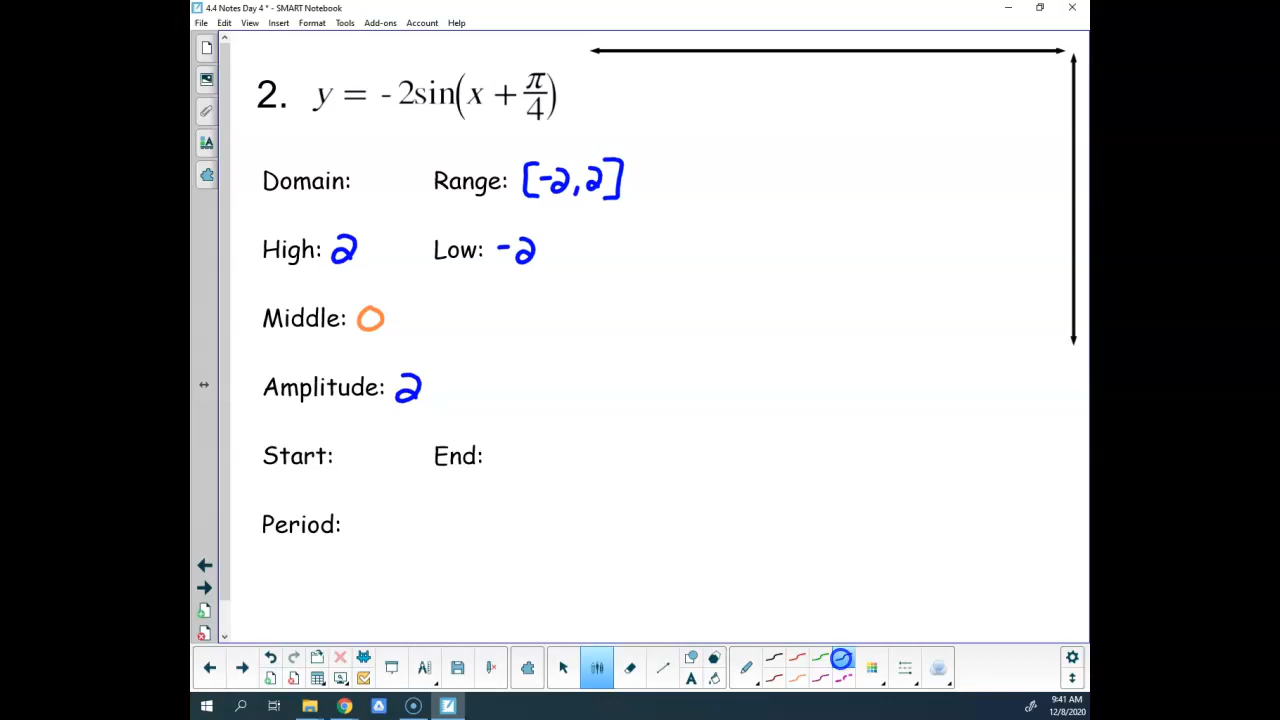 4.4 Notes Day 4 * - SMART Notebook
File Edit View Insert Format Tools Add-ons Account Help
2. y = - 2sin(x + π/4)
Domain: Range: [-2,2]
High: 2 Low: -2
Middle: 0
Amplitude: 2
Start: End:
Period:
9:41 AM
12/8/2020